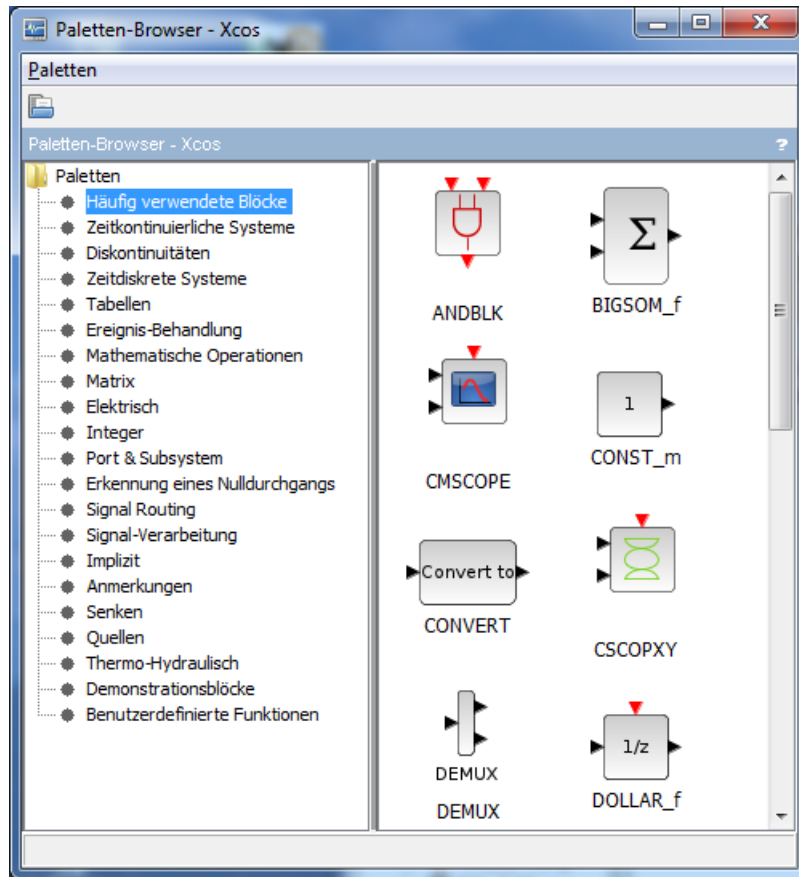 Paletten-Browser - Xcos
Paletten
Paletten-Browser - Xcos ?
Paletten
Häufig verwendete Blöcke
Zeitkontinuierliche Systeme
Diskontinuitäten
Zeitdiskrete Systeme
Tabellen
Ereignis-Behandlung
Mathematische Operationen
Matrix
Elektrisch
Integer
Port & Subsystem
Erkennung eines Nulldurchgangs
Signal Routing
Signal-Verarbeitung
Implizit
Anmerkungen
Senken
Quellen
Thermo-Hydraulisch
Demonstrationsblöcke
Benutzerdefinierte Funktionen
ANDBLK
Σ
BIGSOM_f
CMSCOPE
1
CONST_m
Convert to
CONVERT
CSCOPXY
DEMUX
DEMUX
1/z
DOLLAR_f